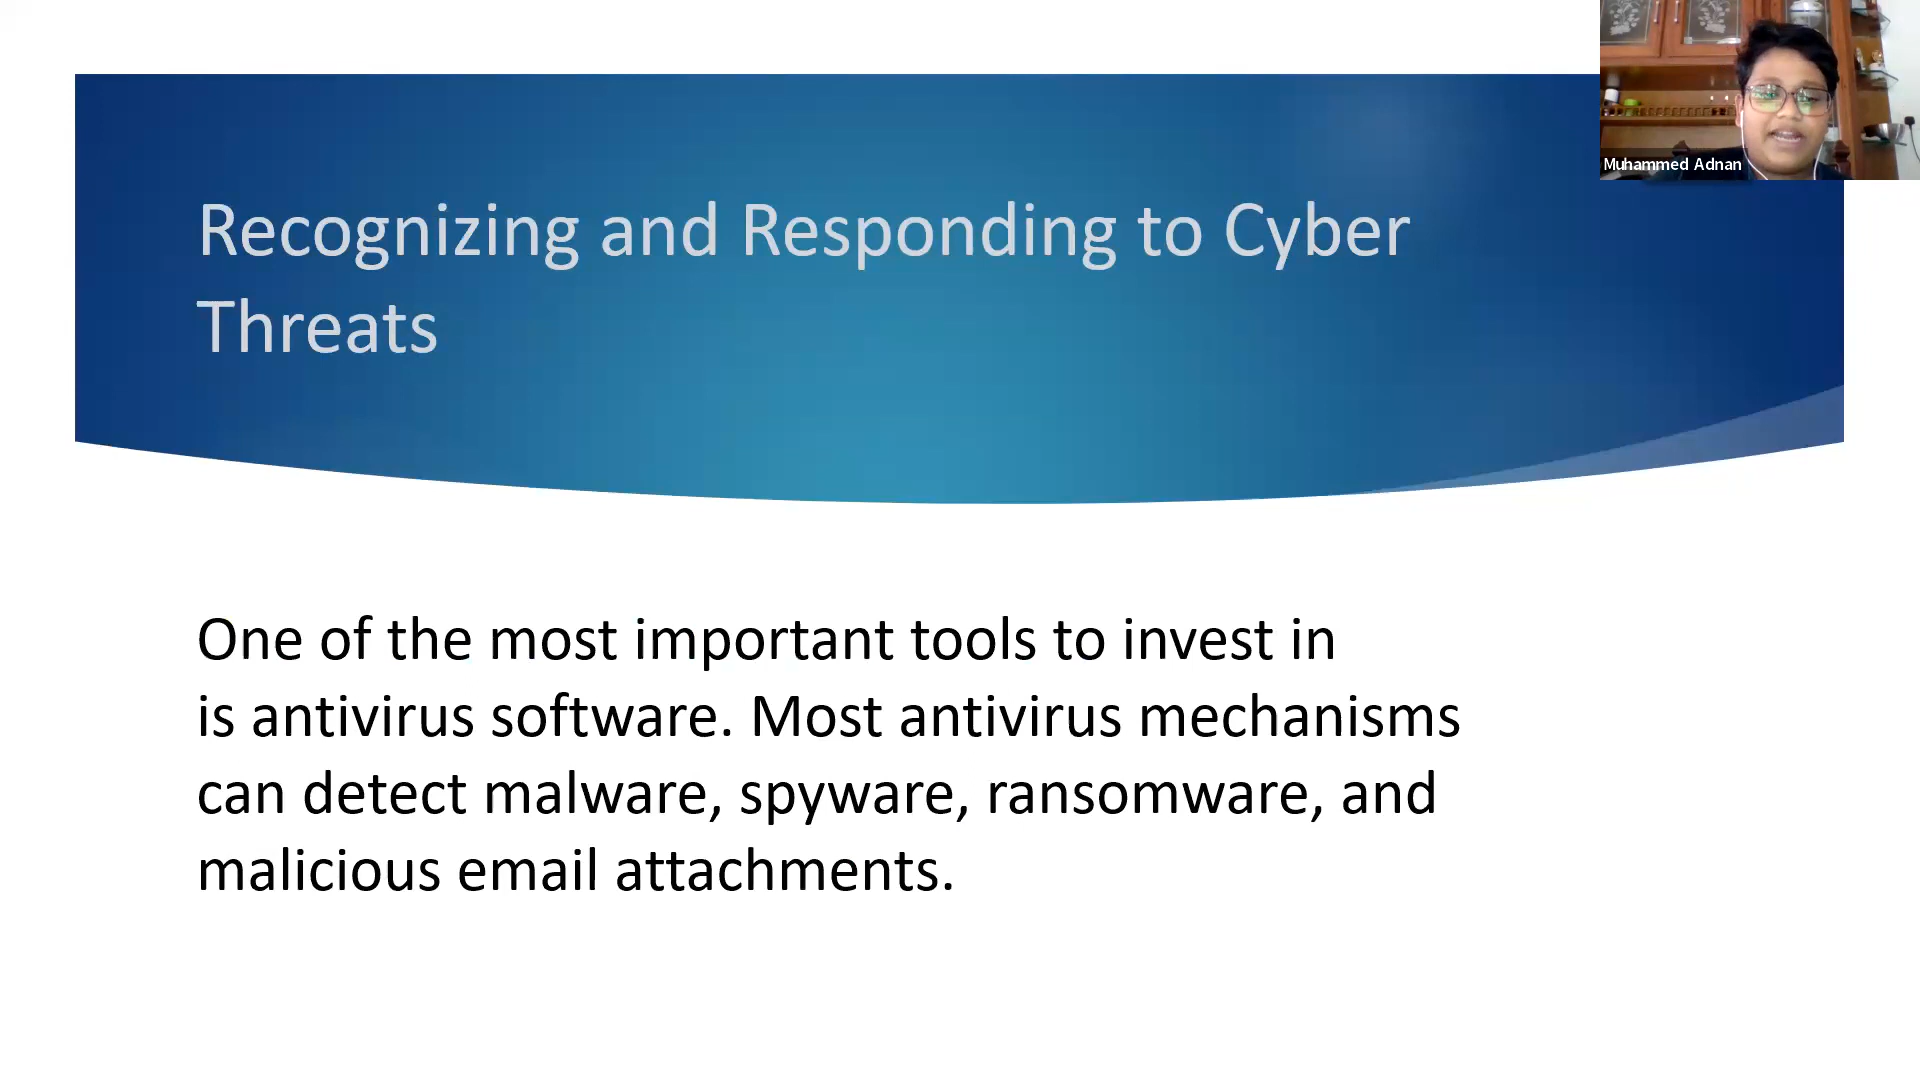 Muhammed Adnan
Recognizing and Responding to Cyber
Threats
One of the most important tools to invest in
is antivirus software. Most antivirus mechanisms
can detect malware, spyware, ransomware, and
malicious email attachments.